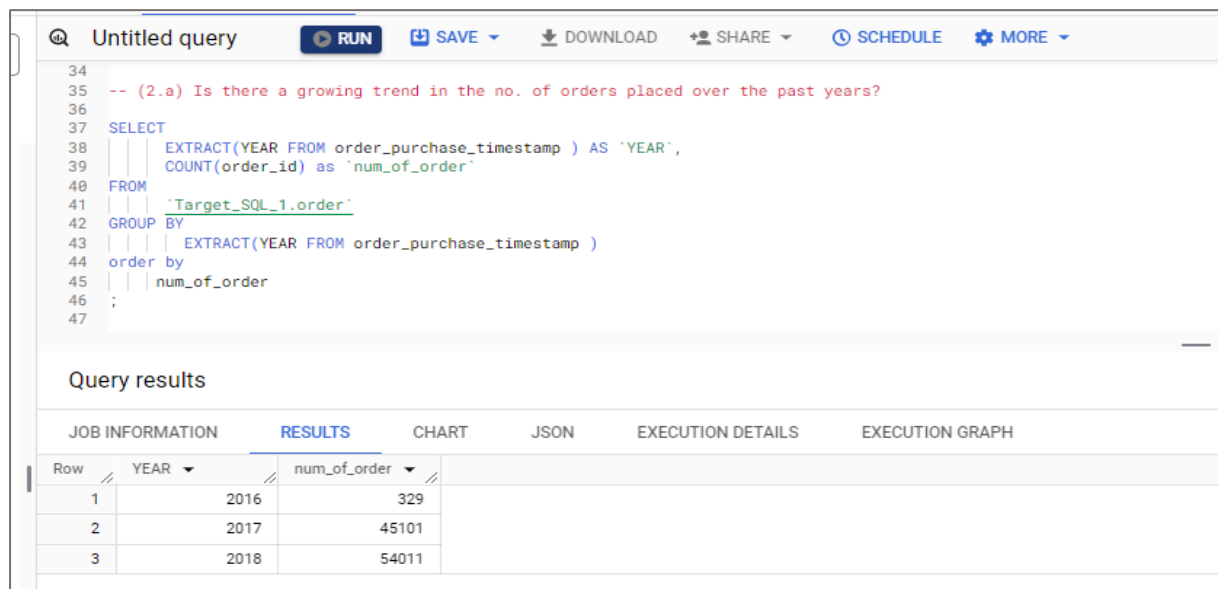 Untitled query RUN SAVE DOWNLOAD SHARE SCHEDULE MORE
34
35 -- (2.a) Is there a growing trend in the no. of orders placed over the past years?
36
37 SELECT
38 EXTRACT(YEAR FROM order_purchase_timestamp ) AS `YEAR`,
39 COUNT(order_id) as `num_of_order`
40 FROM
41 `Target_SQL_1.order`
42 GROUP BY
43 EXTRACT(YEAR FROM order_purchase_timestamp )
44 order by
45 num_of_order
46 ;
47
Query results
JOB INFORMATION RESULTS CHART JSON EXECUTION DETAILS EXECUTION GRAPH
Row YEAR num_of_order
1 2016 329
2 2017 45101
3 2018 54011